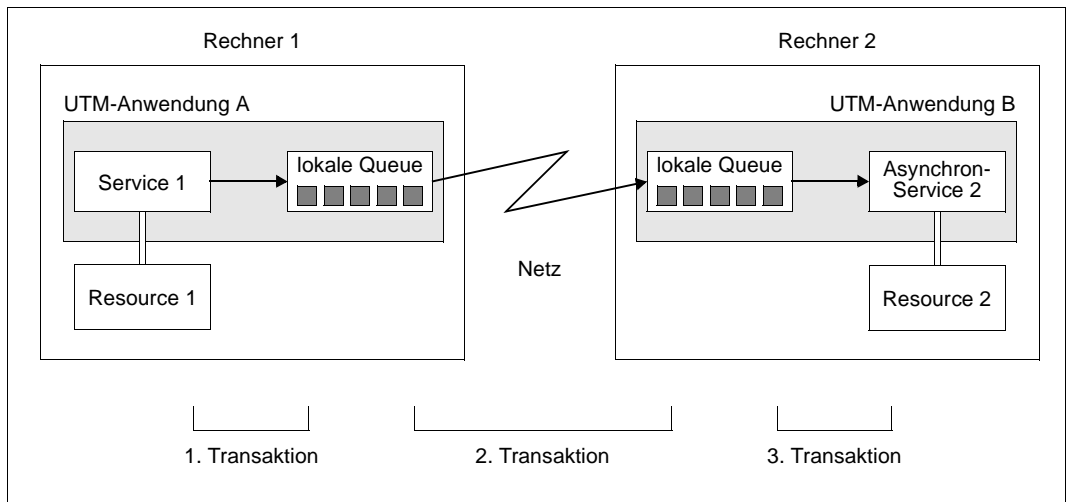 Rechner 1
Rechner 2
UTM-Anwendung A
UTM-Anwendung B
Service 1
lokale Queue
lokale Queue
Asynchron-
Service 2
Netz
Resource 1
Resource 2
1. Transaktion
2. Transaktion
3. Transaktion